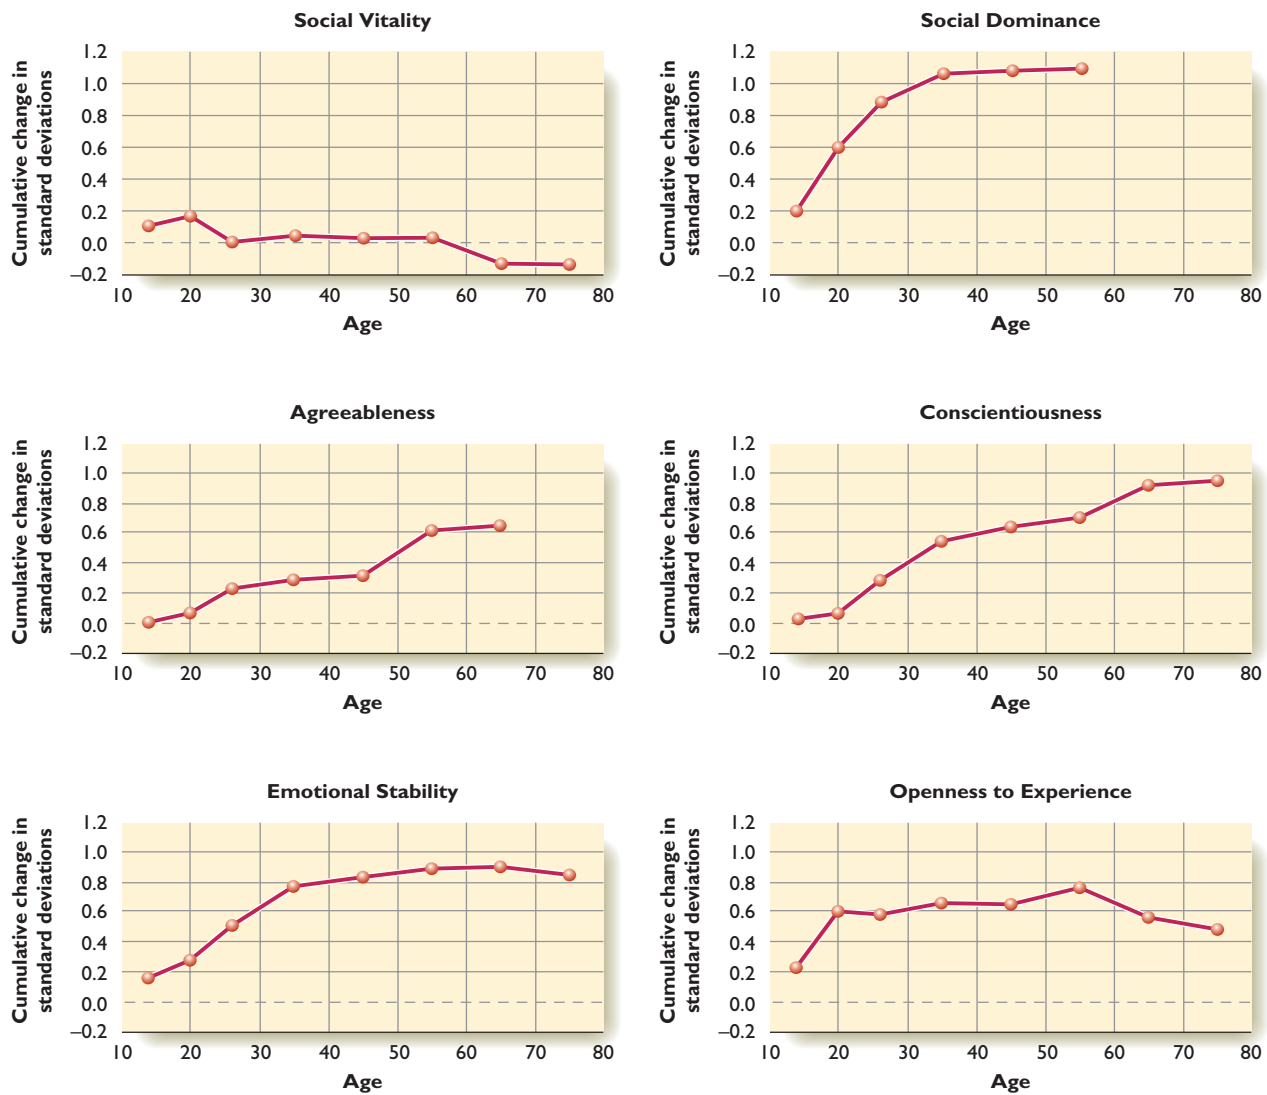 Social Vitality
Cumulative change in
standard deviations
1.2
1.0
0.8
0.6
0.4
0.2
0.0
–0.2
10 20 30 40 50 60 70 80
Age
Social Dominance
Cumulative change in
standard deviations
1.2
1.0
0.8
0.6
0.4
0.2
0.0
–0.2
10 20 30 40 50 60 70 80
Age
Agreeableness
Cumulative change in
standard deviations
1.2
1.0
0.8
0.6
0.4
0.2
0.0
–0.2
10 20 30 40 50 60 70 80
Age
Conscientiousness
Cumulative change in
standard deviations
1.2
1.0
0.8
0.6
0.4
0.2
0.0
–0.2
10 20 30 40 50 60 70 80
Age
Emotional Stability
Cumulative change in
standard deviations
1.2
1.0
0.8
0.6
0.4
0.2
0.0
–0.2
10 20 30 40 50 60 70 80
Age
Openness to Experience
Cumulative change in
standard deviations
1.2
1.0
0.8
0.6
0.4
0.2
0.0
–0.2
10 20 30 40 50 60 70 80
Age